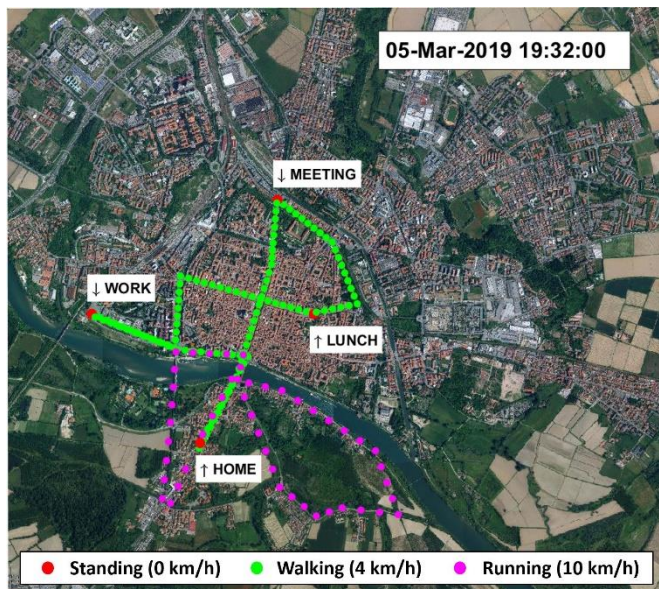 05-Mar-2019 19:32:00
↓ MEETING
↓ WORK
↑ LUNCH
↑ HOME
Standing (0 km/h) Walking (4 km/h) Running (10 km/h)